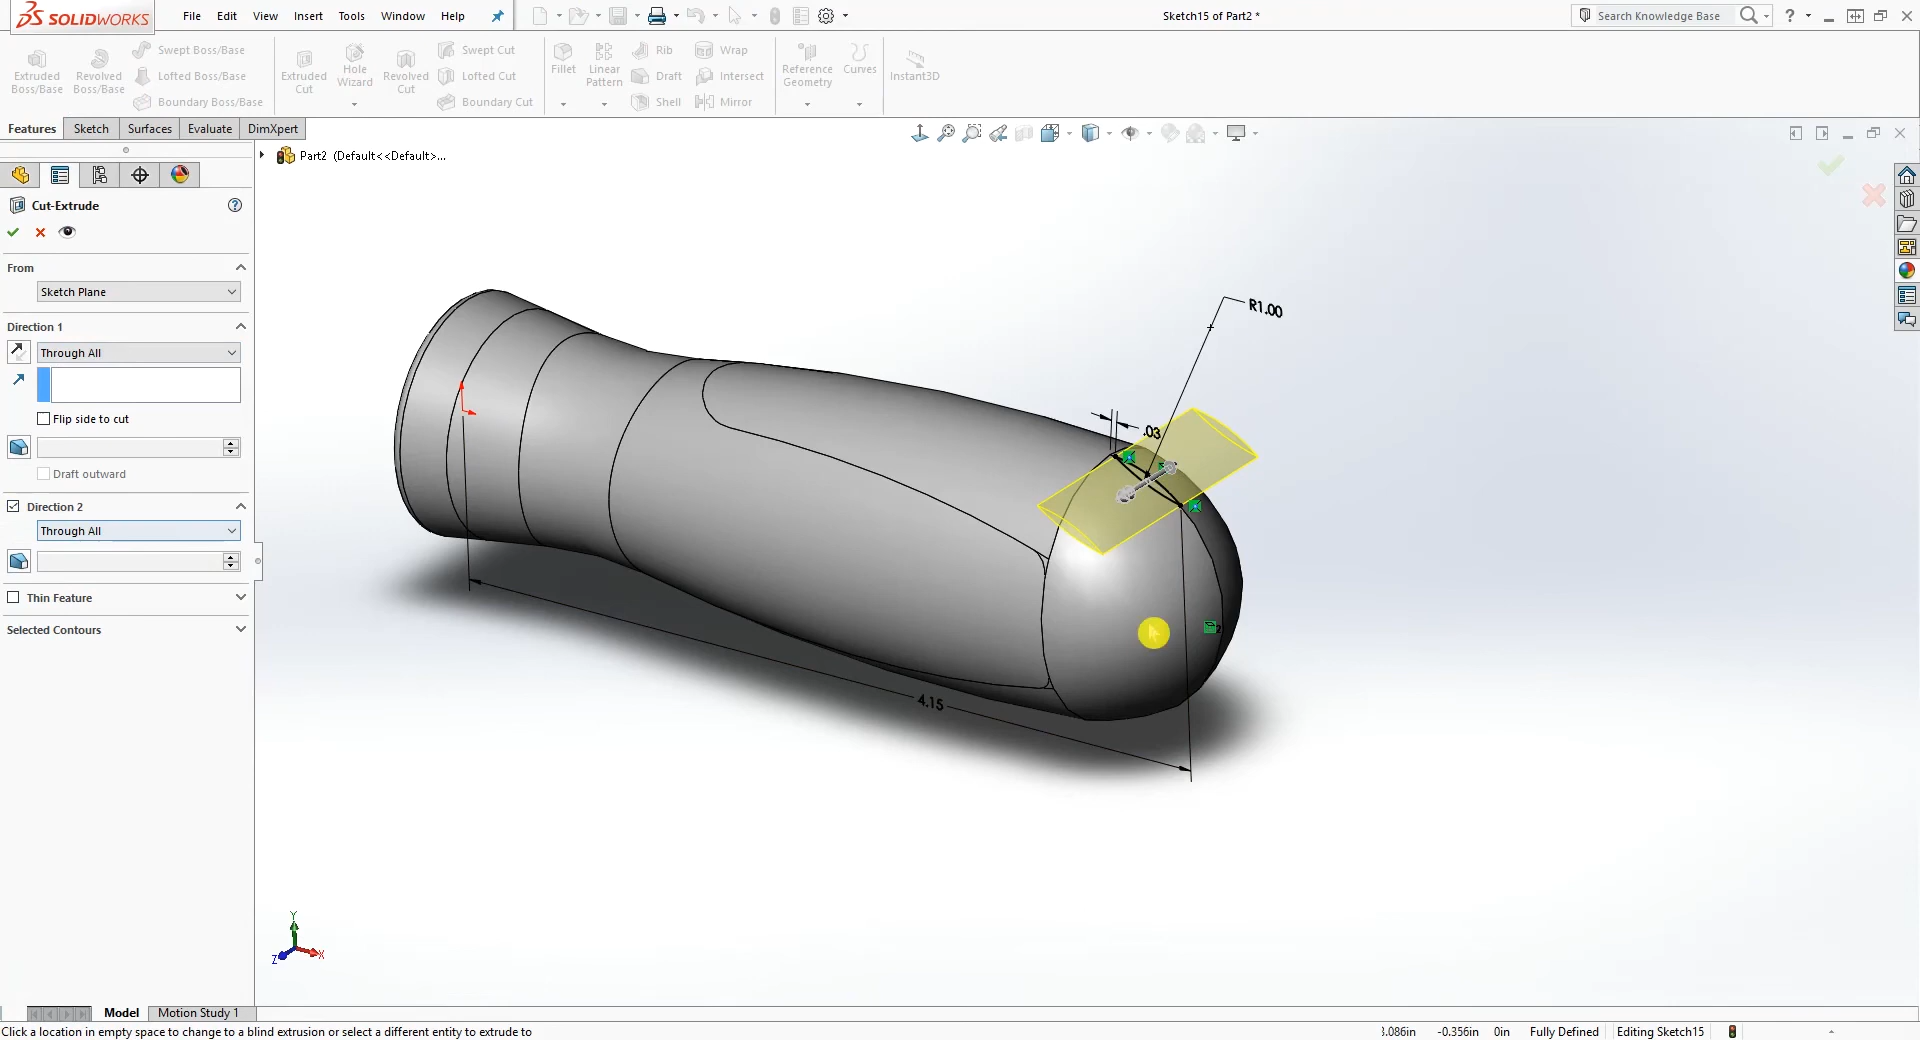 SOLIDWORKS
File Edit View Insert Tools Window Help
Sketch15 of Part2 *
Search Knowledge Base
?
Extruded Boss/Base
Revolved Boss/Base
Swept Boss/Base
Lofted Boss/Base
Boundary Boss/Base
Extruded Cut
Hole Wizard
Revolved Cut
Swept Cut
Lofted Cut
Boundary Cut
Fillet
Linear Pattern
Rib
Draft
Shell
Wrap
Intersect
Mirror
Reference Geometry
Curves
Instant3D
Features Sketch Surfaces Evaluate DimXpert
Part2 (Default<<Default>...
Cut-Extrude
?
From
Sketch Plane
Direction 1
Through All
Flip side to cut
Draft outward
Direction 2
Through All
Thin Feature
Selected Contours
R1.00
.03
2
4.15
Y
Z
X
Model Motion Study 1
Click a location in empty space to change to a blind extrusion or select a different entity to extrude to
-0.356in 0in Fully Defined Editing Sketch15